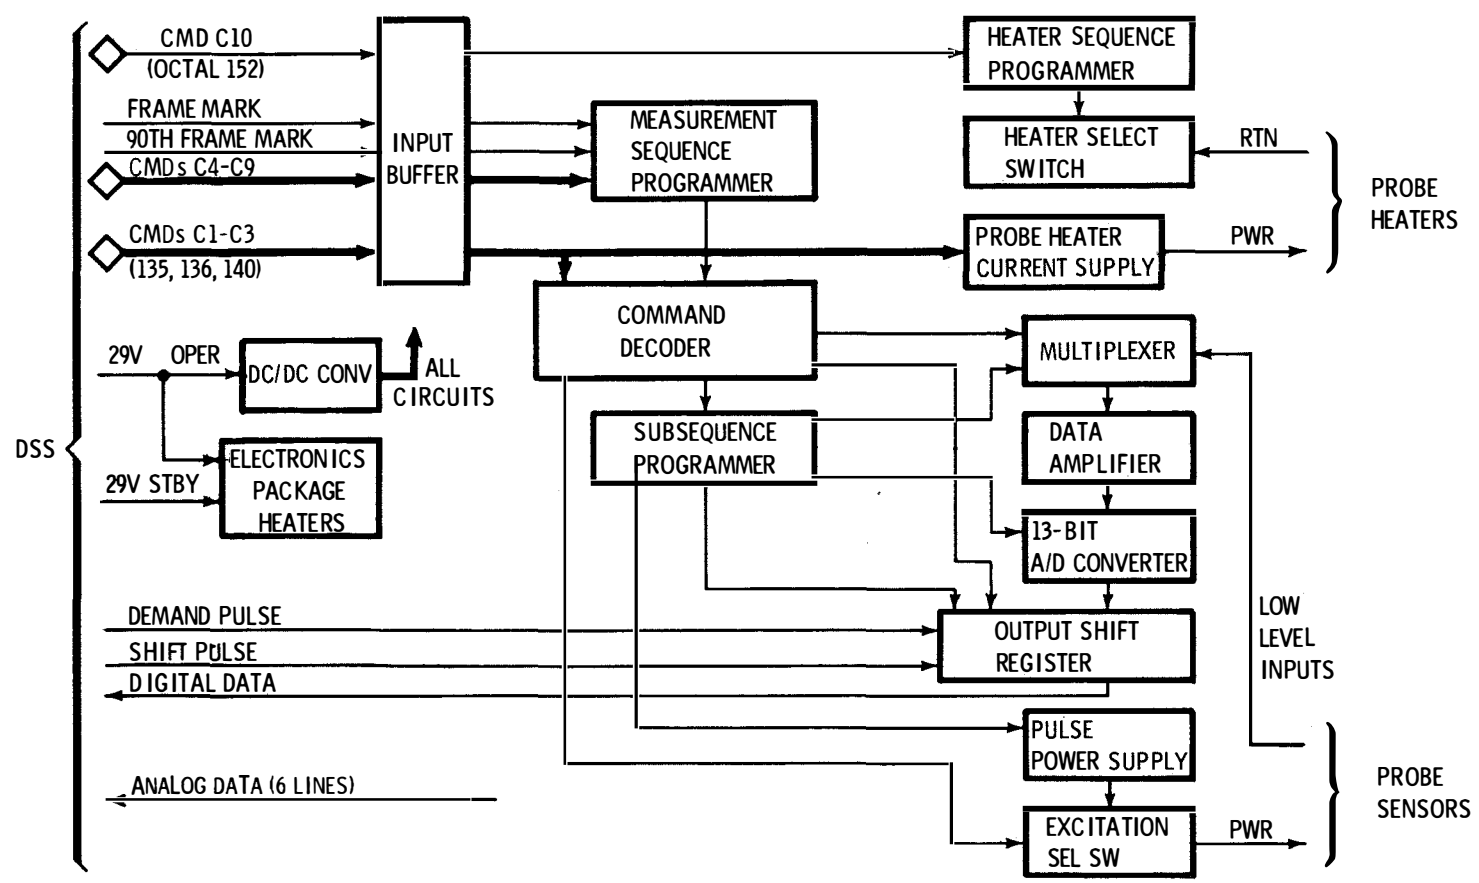 CMD C10
(OCTAL 152)
FRAME MARK
90TH FRAME MARK
CMDs C4-C9
CMDs C1-C3
(135, 136, 140)
INPUT
BUFFER
MEASUREMENT
SEQUENCE
PROGRAMMER
HEATER SEQUENCE
PROGRAMMER
HEATER SELECT
SWITCH
RTN
PROBE HEATER
CURRENT SUPPLY
PWR
PROBE
HEATERS
COMMAND
DECODER
MULTIPLEXER
29V OPER
DC/DC CONV
ALL
CIRCUITS
DSS
29V STBY
ELECTRONICS
PACKAGE
HEATERS
SUBSEQUENCE
PROGRAMMER
DATA
AMPLIFIER
13-BIT
A/D CONVERTER
DEMAND PULSE
SHIFT PULSE
DIGITAL DATA
OUTPUT SHIFT
REGISTER
LOW
LEVEL
INPUTS
PULSE
POWER SUPPLY
ANALOG DATA (6 LINES)
EXCITATION
SEL SW
PWR
PROBE
SENSORS